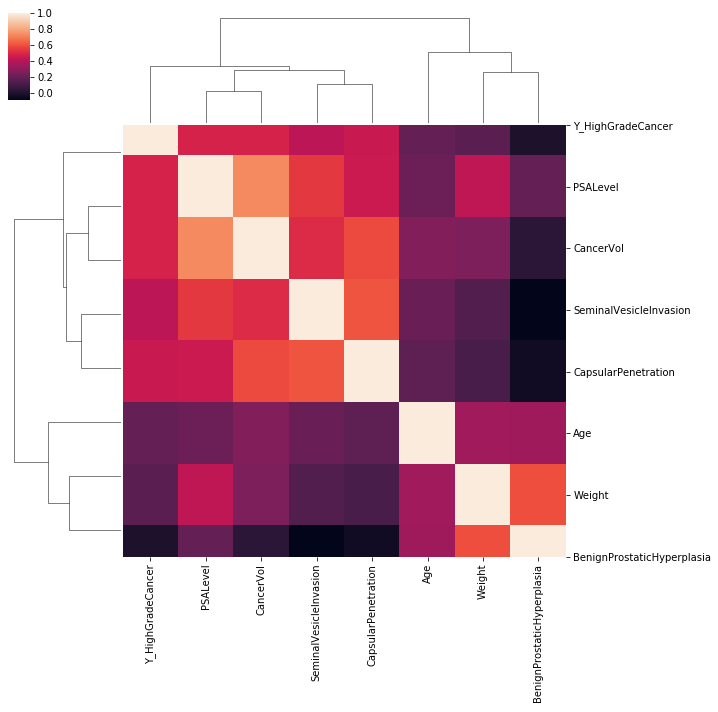 1.0
0.8
0.6
0.4
0.2
0.0
Y_HighGradeCancer
PSALevel
CancerVol
SeminalVesicleInvasion
CapsularPenetration
Age
Weight
BenignProstaticHyperplasia
Y_HighGradeCancer
PSALevel
CancerVol
SeminalVesicleInvasion
CapsularPenetration
Age
Weight
BenignProstaticHyperplasia